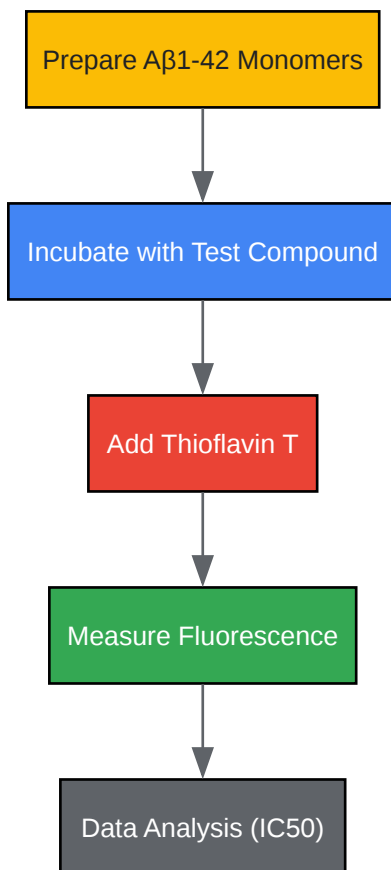 Prepare Aβ1-42 Monomers
Incubate with Test Compound
Add Thioflavin T
Measure Fluorescence
Data Analysis (IC50)